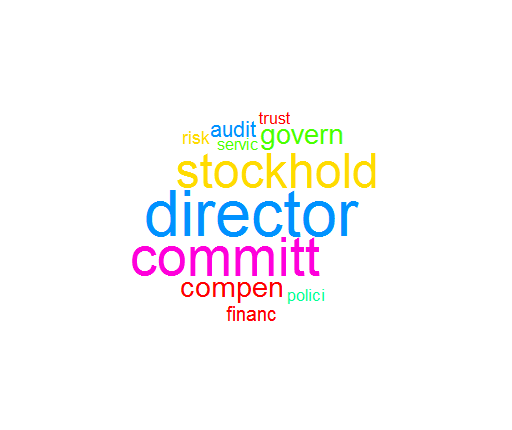 trust
risk audit govern
servic
stockhold
director
committ
compen polici
financ